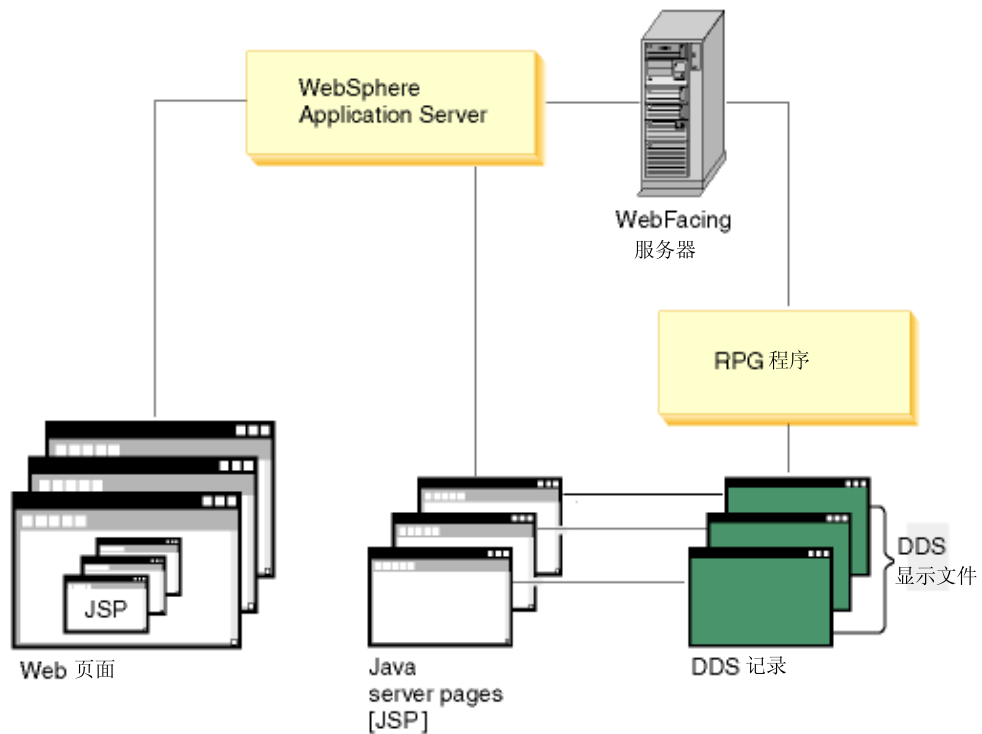 WebSphere
Application Server
WebFacing
服务器
RPG 程序
DDS
显示文件
JSP
Web 页面
Java
server pages
[JSP]
DDS 记录